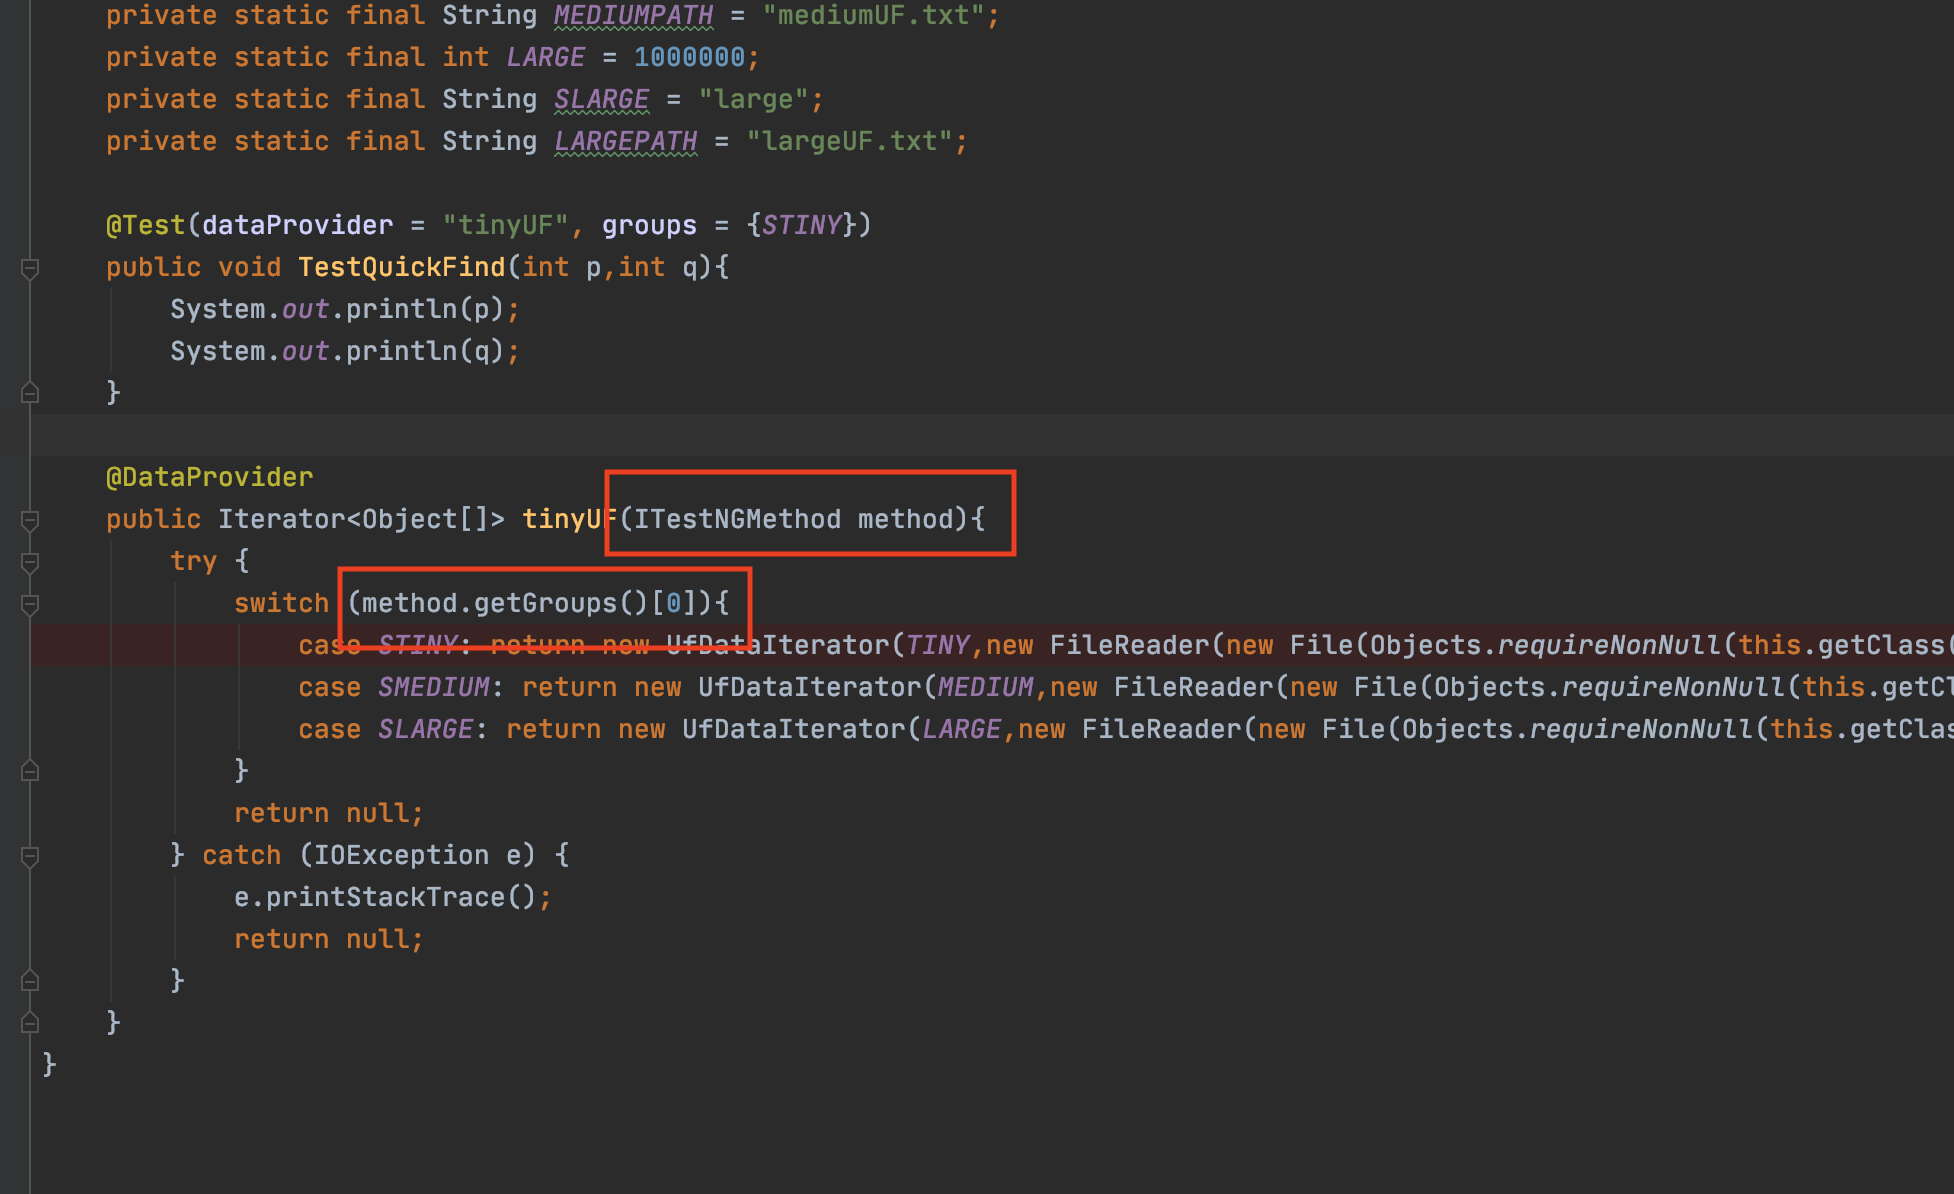 private static final String MEDIUMPATH = "mediumUF.txt";
private static final int LARGE = 1000000;
private static final String SLARGE = "large";
private static final String LARGEPATH = "largeUF.txt";
@Test(dataProvider = "tinyUF", groups = {STINY})
public void TestQuickFind(int p,int q){
System.out.println(p);
System.out.println(q);
}
@DataProvider
public Iterator<Object[]> tinyUF(ITestNGMethod method){
try {
switch (method.getGroups()[0]){
case STINY: return new UfDataIterator(TINY,new FileReader(new File(Objects.requireNonNull(this.getClass(
case SMEDIUM: return new UfDataIterator(MEDIUM,new FileReader(new File(Objects.requireNonNull(this.getCl
case SLARGE: return new UfDataIterator(LARGE,new FileReader(new File(Objects.requireNonNull(this.getClas
}
return null;
} catch (IOException e) {
e.printStackTrace();
return null;
}
}
}